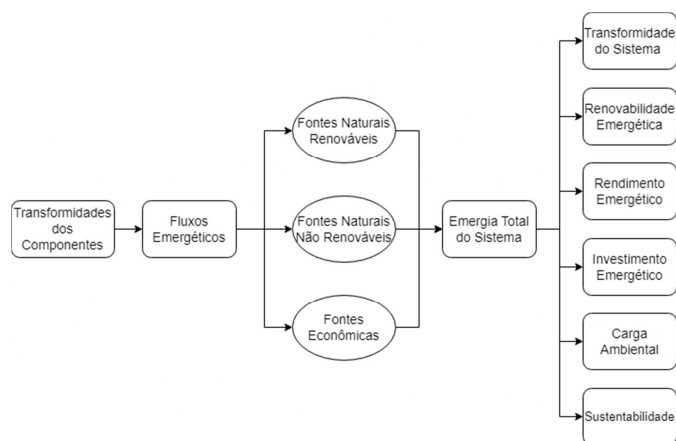 Transformidades
dos
Componentes
Fluxos
Emergéticos
Fontes Naturais
Renováveis
Fontes Naturais
Não Renováveis
Fontes
Econômicas
Emergia Total
do Sistema
Transformidade
do Sistema
Renovabilidade
Emergética
Rendimento
Emergético
Investimento
Emergético
Carga
Ambiental
Sustentabilidade